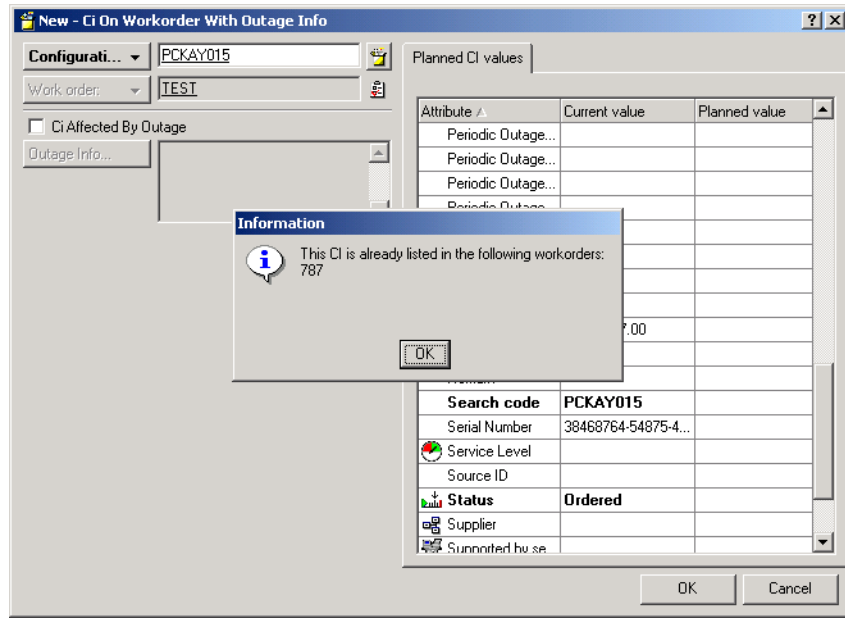 New - Ci On Workorder With Outage Info
Configurati...
PCKAY015
Work order:
TEST
Ci Affected By Outage
Outage Info...
Planned CI values
Attribute Current value Planned value
Periodic Outage...
Periodic Outage...
Periodic Outage...
Information
This CI is already listed in the following workorders:
787
OK
.00
Search code PCKAY015
Serial Number 38468764-54875-4...
Service Level
Source ID
Status Ordered
Supplier
Supported by se
OK Cancel